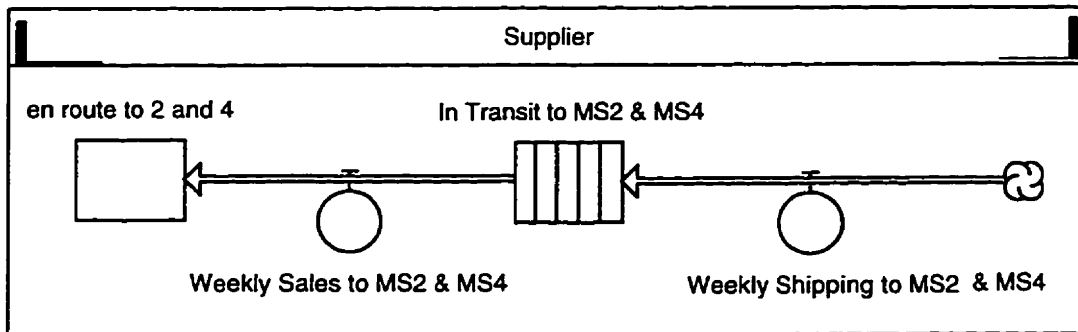 Supplier
en route to 2 and 4
In Transit to MS2 & MS4
Weekly Sales to MS2 & MS4
Weekly Shipping to MS2 & MS4